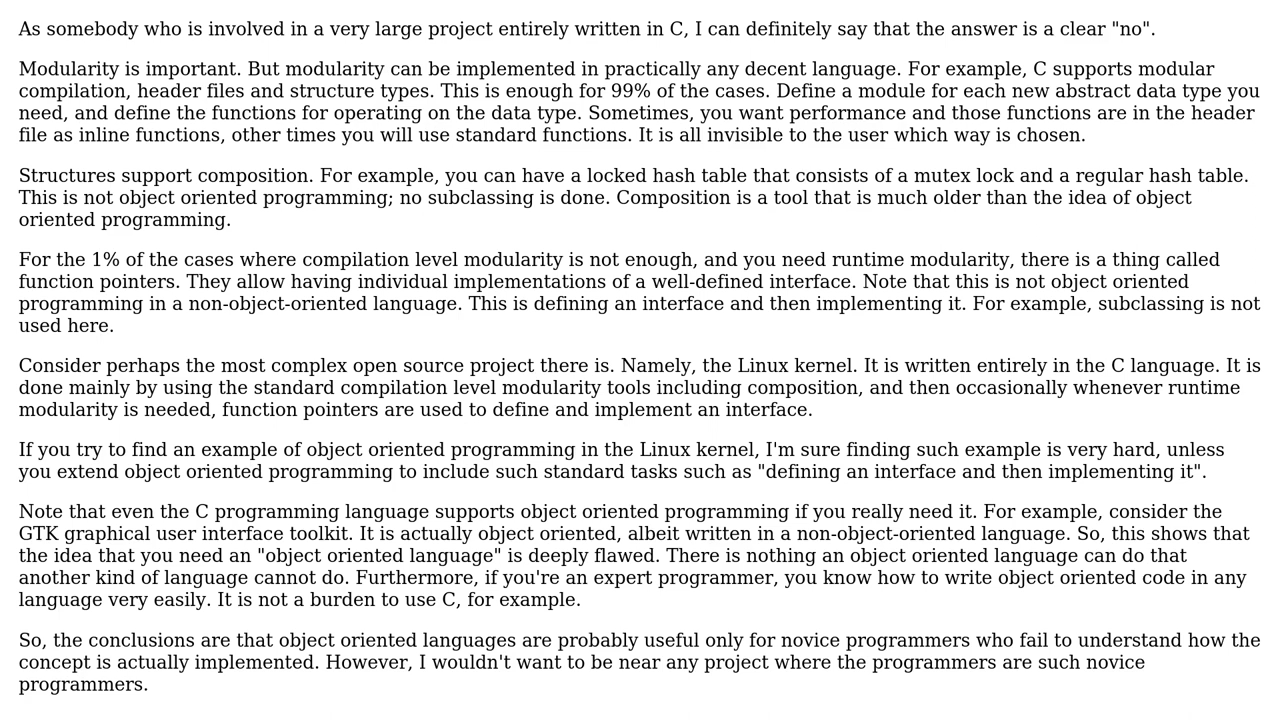 As somebody who is involved in a very large project entirely written in C, I can definitely say that the answer is a clear "no".
Modularity is important. But modularity can be implemented in practically any decent language. For example, C supports modular
compilation, header files and structure types. This is enough for 99% of the cases. Define a module for each new abstract data type you
need, and define the functions for operating on the data type. Sometimes, you want performance and those functions are in the header
file as inline functions, other times you will use standard functions. It is all invisible to the user which way is chosen.
Structures support composition. For example, you can have a locked hash table that consists of a mutex lock and a regular hash table.
This is not object oriented programming; no subclassing is done. Composition is a tool that is much older than the idea of object
oriented programming.
For the 1% of the cases where compilation level modularity is not enough, and you need runtime modularity, there is a thing called
function pointers. They allow having individual implementations of a well-defined interface. Note that this is not object oriented
programming in a non-object-oriented language. This is defining an interface and then implementing it. For example, subclassing is not
used here.
Consider perhaps the most complex open source project there is. Namely, the Linux kernel. It is written entirely in the C language. It is
done mainly by using the standard compilation level modularity tools including composition, and then occasionally whenever runtime
modularity is needed, function pointers are used to define and implement an interface.
If you try to find an example of object oriented programming in the Linux kernel, I'm sure finding such example is very hard, unless
you extend object oriented programming to include such standard tasks such as "defining an interface and then implementing it".
Note that even the C programming language supports object oriented programming if you really need it. For example, consider the
GTK graphical user interface toolkit. It is actually object oriented, albeit written in a non-object-oriented language. So, this shows that
the idea that you need an "object oriented language" is deeply flawed. There is nothing an object oriented language can do that
another kind of language cannot do. Furthermore, if you're an expert programmer, you know how to write object oriented code in any
language very easily. It is not a burden to use C, for example.
So, the conclusions are that object oriented languages are probably useful only for novice programmers who fail to understand how the
concept is actually implemented. However, I wouldn't want to be near any project where the programmers are such novice
programmers.